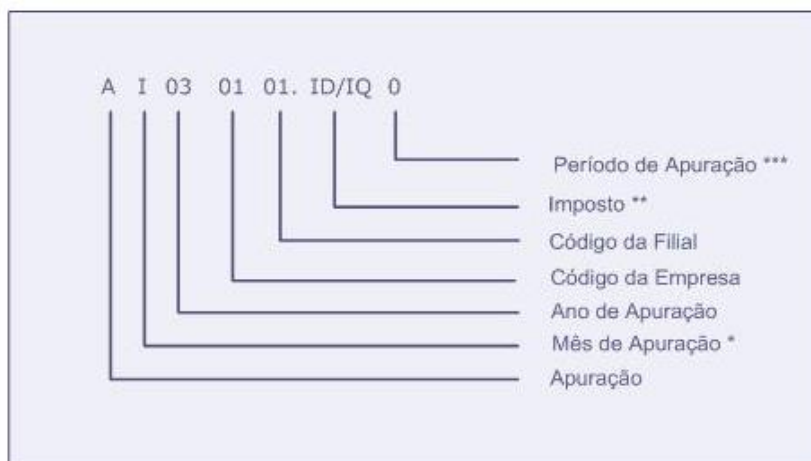 A I 03 01 01. ID/IQ 0
Período de Apuração ***
Imposto **
Código da Filial
Código da Empresa
Ano de Apuração
Mês de Apuração *
Apuração